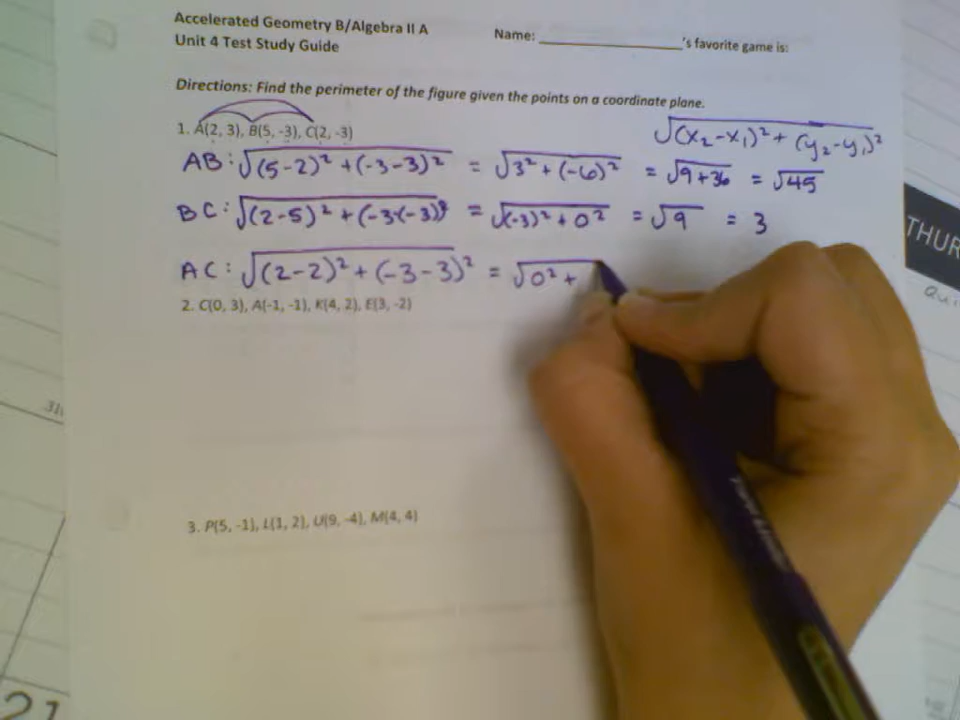 Accelerated Geometry B/Algebra II A
Unit 4 Test Study Guide
Name: ____________________'s favorite game is:
Directions: Find the perimeter of the figure given the points on a coordinate plane.
√(x₂-x₁)² + (y₂-y₁)²
1. A(2, 3), B(5, -3), C(2, -3)
AB: √(5-2)² + (-3-3)² = √3² + (-6)² = √9+36 = √45
BC: √(2-5)² + (-3-(-3))² = √(-3)² + 0² = √9 = 3
AC: √(2-2)² + (-3-3)² = √0² +
2. C(0, 3), A(-1, -1), K(4, 2), E(3, -2)
3. P(5, -1), L(1, 2), U(9, -4), M(4, 4)
THUR
31
21